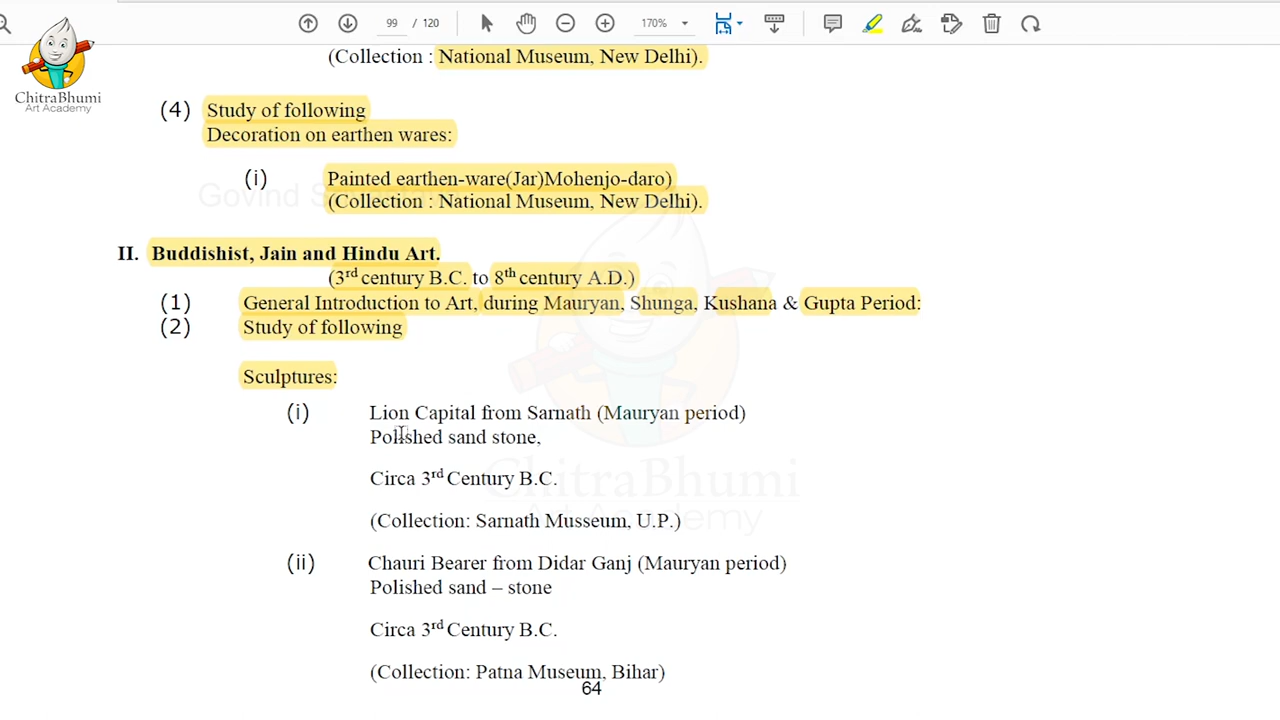 99 / 120
170%
ChitraBhumi
Art Academy
(Collection : National Museum, New Delhi).
(4) Study of following
Decoration on earthen wares:
(i) Painted earthen-ware(Jar)Mohenjo-daro)
Govind S
(Collection : National Museum, New Delhi).
II. Buddishist, Jain and Hindu Art.
(3rd century B.C. to 8th century A.D.)
(1) General Introduction to Art, during Mauryan, Shunga, Kushana & Gupta Period:
(2) Study of following
Sculptures:
(i) Lion Capital from Sarnath (Mauryan period)
Polished sand stone,
Circa 3rd Century B.C.
ChitraBhumi
Art Academy
(Collection: Sarnath Musseum, U.P.)
(ii) Chauri Bearer from Didar Ganj (Mauryan period)
Polished sand – stone
Circa 3rd Century B.C.
(Collection: Patna Museum, Bihar)
64